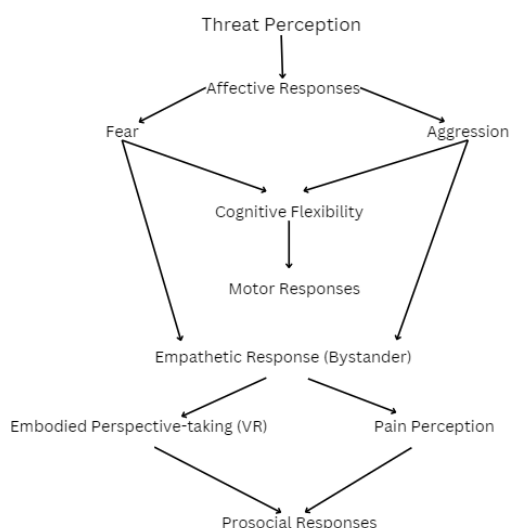 Threat Perception
Affective Responses
Fear
Aggression
Cognitive Flexibility
Motor Responses
Empathetic Response (Bystander)
Embodied Perspective-taking (VR)
Pain Perception
Prosocial Responses